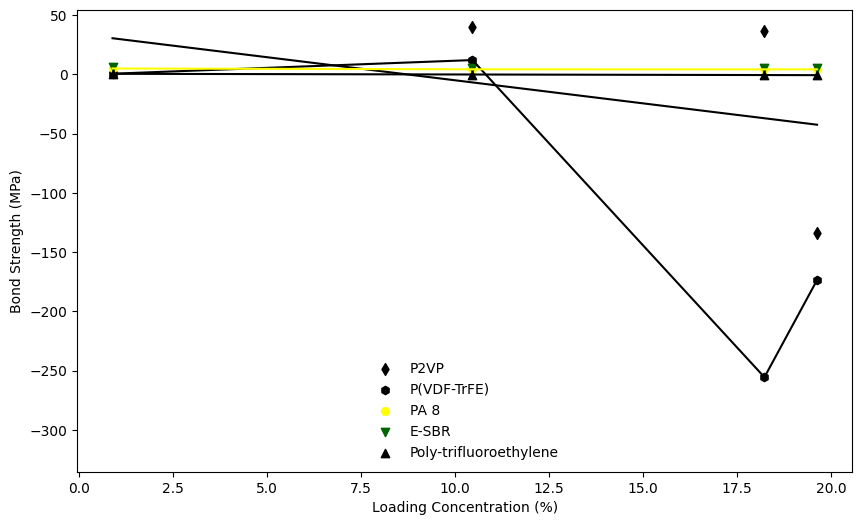 50
0
−50
−100
−150
−200
−250
−300
Bond Strength (MPa)
P2VP
P(VDF-TrFE)
PA 8
E-SBR
Poly-trifluoroethylene
0.0 2.5 5.0 7.5 10.0 12.5 15.0 17.5 20.0
Loading Concentration (%)